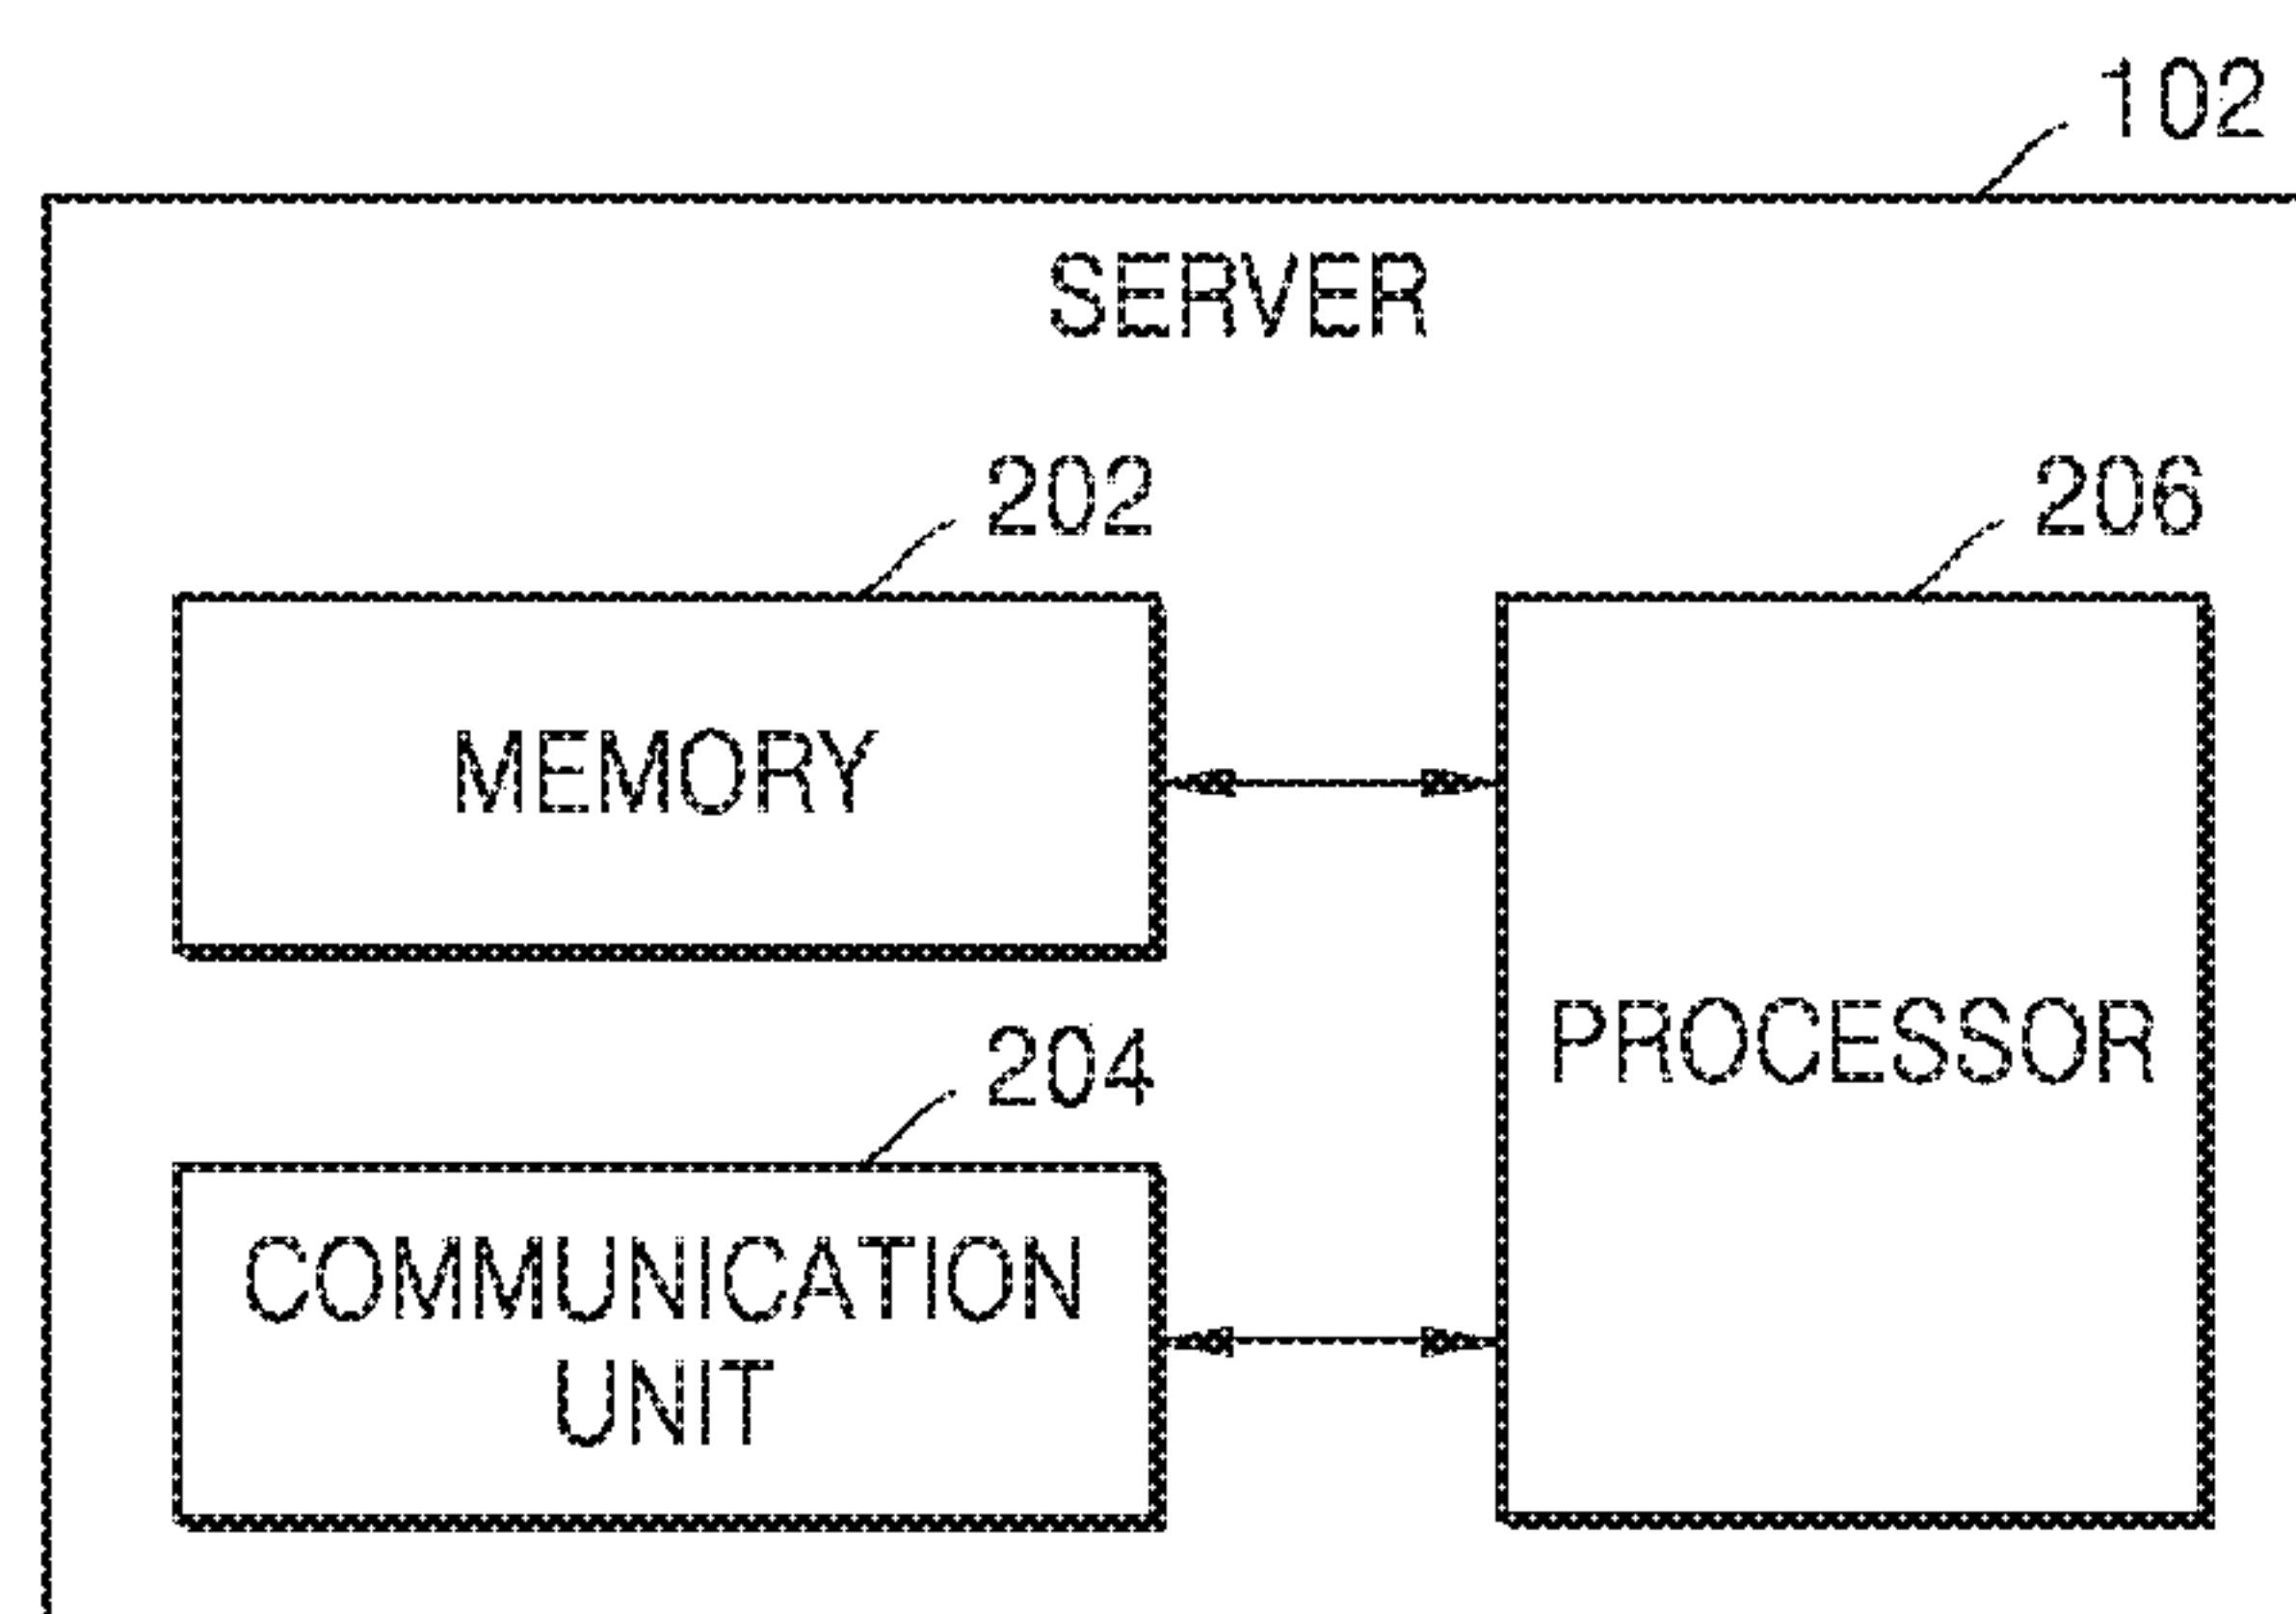 102
SERVER
202
206
MEMORY
PROCESSOR
204
COMMUNICATION
UNIT